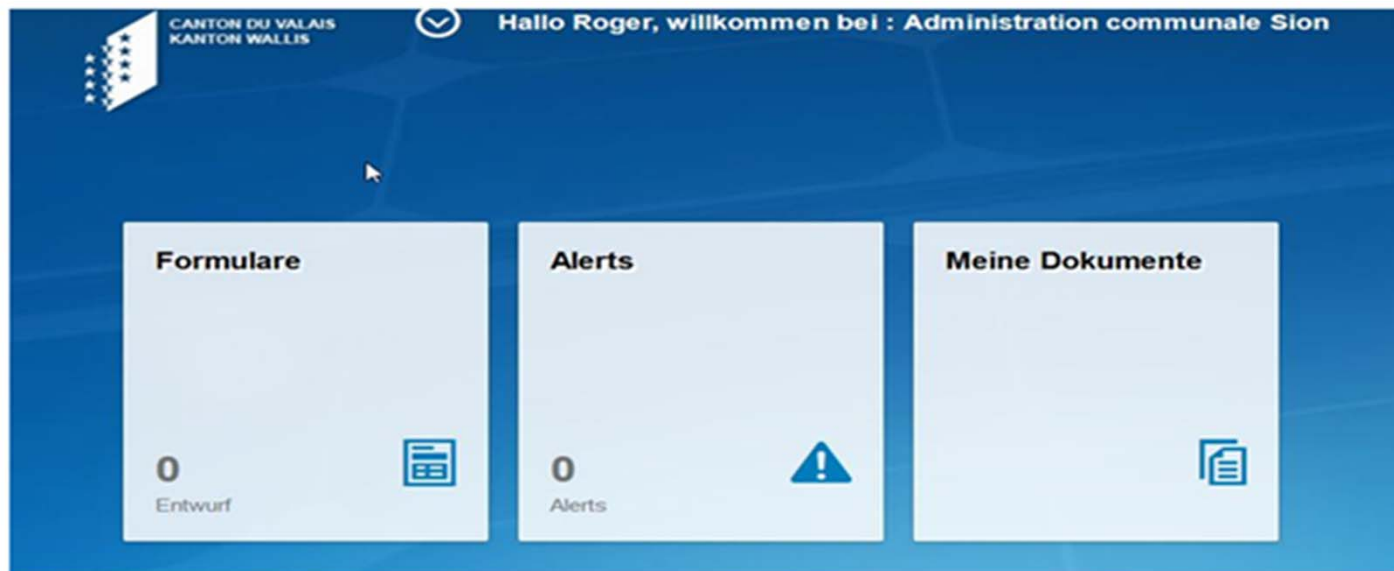 CANTON DU VALAIS
KANTON WALLIS
Hallo Roger, willkommen bei : Administration communale Sion
Formulare
0
Entwurf
Alerts
0
Alerts
Meine Dokumente